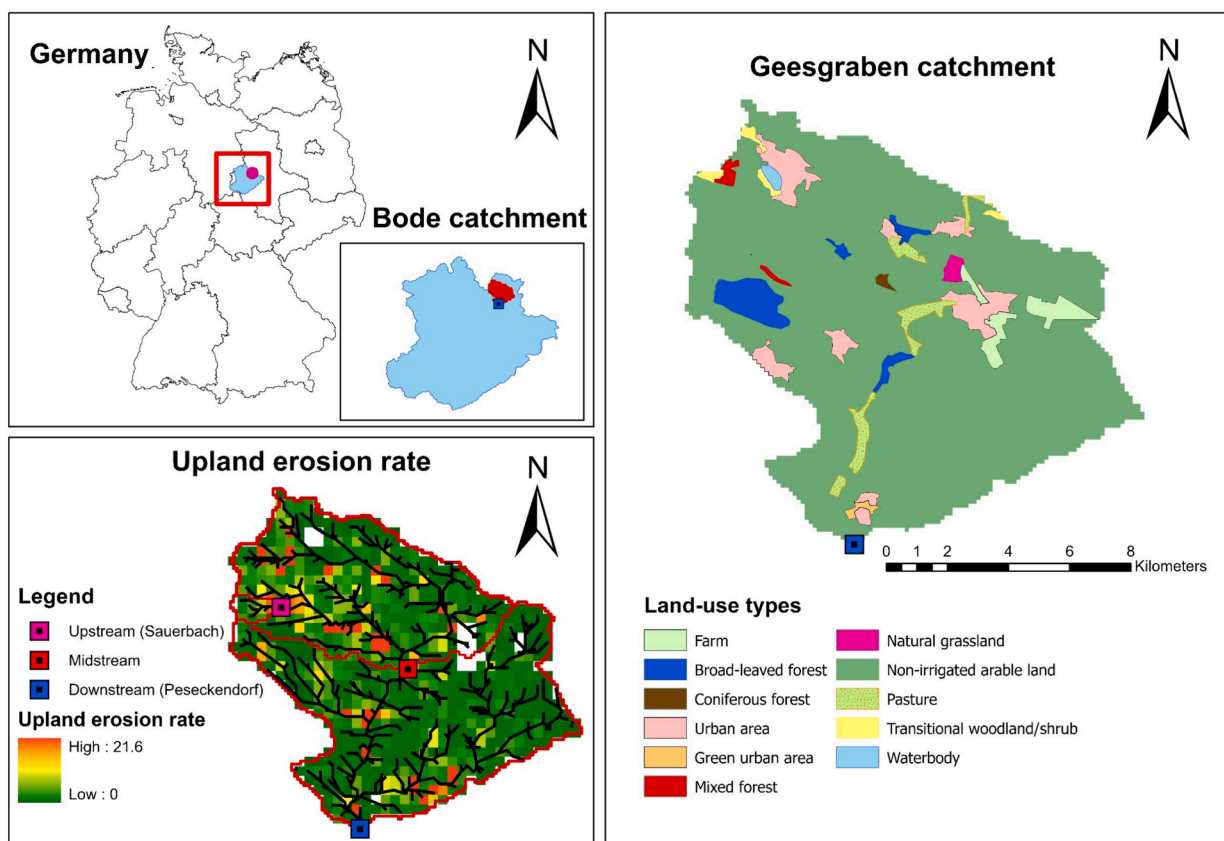 Germany
N
Bode catchment
Upland erosion rate
N
Legend
Upstream (Sauerbach)
Midstream
Downstream (Peseckendorf)
Upland erosion rate
High : 21.6
Low : 0
Geesgraben catchment
N
0 1 2 4 6 8
Kilometers
Land-use types
Farm
Broad-leaved forest
Coniferous forest
Urban area
Green urban area
Mixed forest
Natural grassland
Non-irrigated arable land
Pasture
Transitional woodland/shrub
Waterbody